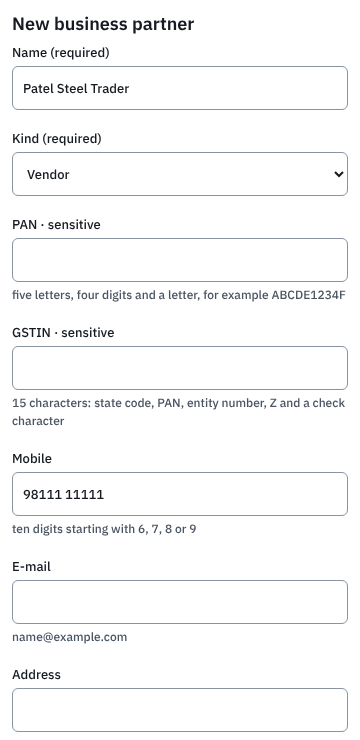 New business partner
Name (required)
Patel Steel Trader
Kind (required)
Vendor
PAN · sensitive
five letters, four digits and a letter, for example ABCDE1234F
GSTIN · sensitive
15 characters: state code, PAN, entity number, Z and a check
character
Mobile
98111 11111
ten digits starting with 6, 7, 8 or 9
E-mail
name@example.com
Address